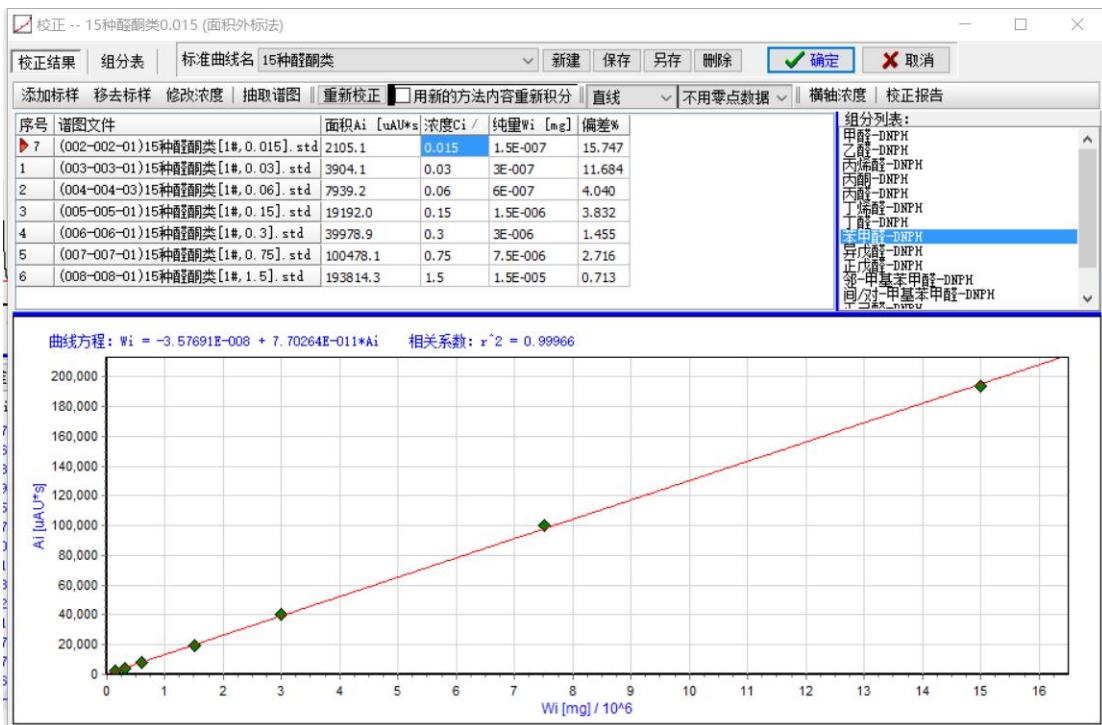 校正 -- 15种醛酮类0.015 (面积外标法)
校正结果 组分表 标准曲线名 15种醛酮类 新建 保存 另存 删除 确定 取消
添加标样 移去标样 修改浓度 抽取谱图 重新校正 用新的方法内容重新积分 直线 不用零点数据 横轴浓度 校正报告
序号 谱图文件 面积Ai [uAU*s 浓度Ci / 纯量Wi [mg] 偏差%
7 (002-002-01)15种醛酮类[1#,0.015].std 2105.1 0.015 1.5E-007 15.747
1 (003-003-01)15种醛酮类[1#,0.03].std 3904.1 0.03 3E-007 11.684
2 (004-004-03)15种醛酮类[1#,0.06].std 7939.2 0.06 6E-007 4.040
3 (005-005-01)15种醛酮类[1#,0.15].std 19192.0 0.15 1.5E-006 3.832
4 (006-006-01)15种醛酮类[1#,0.3].std 39978.9 0.3 3E-006 1.455
5 (007-007-01)15种醛酮类[1#,0.75].std 100478.1 0.75 7.5E-006 2.716
6 (008-008-01)15种醛酮类[1#,1.5].std 193814.3 1.5 1.5E-005 0.713
组分列表:
甲醛-DNPH
乙醛-DNPH
丙烯醛-DNPH
丙酮-DNPH
丙醛-DNPH
丁烯醛-DNPH
丁醛-DNPH
苯甲醛-DNPH
异戊醛-DNPH
正戊醛-DNPH
邻-甲基苯甲醛-DNPH
间/对-甲基苯甲醛-DNPH
曲线方程: Wi = -3.57691E-008 + 7.70264E-011*Ai 相关系数: r^2 = 0.99966
200,000
180,000
160,000
140,000
120,000
100,000
80,000
60,000
40,000
20,000
0
Ai [uAU*s]
0 1 2 3 4 5 6 7 8 9 10 11 12 13 14 15 16
Wi [mg] / 10^6